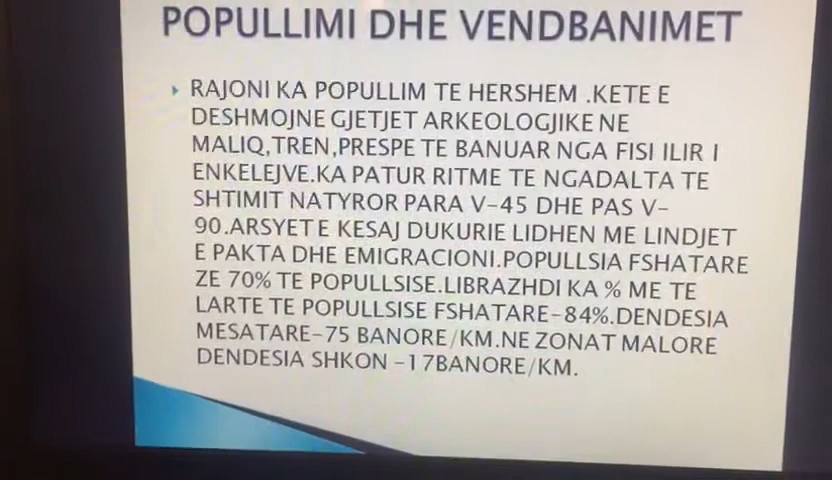 POPULLIMI DHE VENDBANIMET
RAJONI KA POPULLIM TE HERSHEM .KETE E
DESHMOJNE GJETJET ARKEOLOGJIKE NE
MALIQ,TREN,PRESPE TE BANUAR NGA FISI ILIR I
ENKELEJVE.KA PATUR RITME TE NGADALTA TE
SHTIMIT NATYROR PARA V-45 DHE PAS V-
90.ARSYET E KESAJ DUKURIE LIDHEN ME LINDJET
E PAKTA DHE EMIGRACIONI.POPULLSIA FSHATARE
ZE 70% TE POPULLSISE.LIBRAZHDI KA % ME TE
LARTE TE POPULLSISE FSHATARE-84%.DENDESIA
MESATARE-75 BANORE/KM.NE ZONAT MALORE
DENDESIA SHKON -17BANORE/KM.